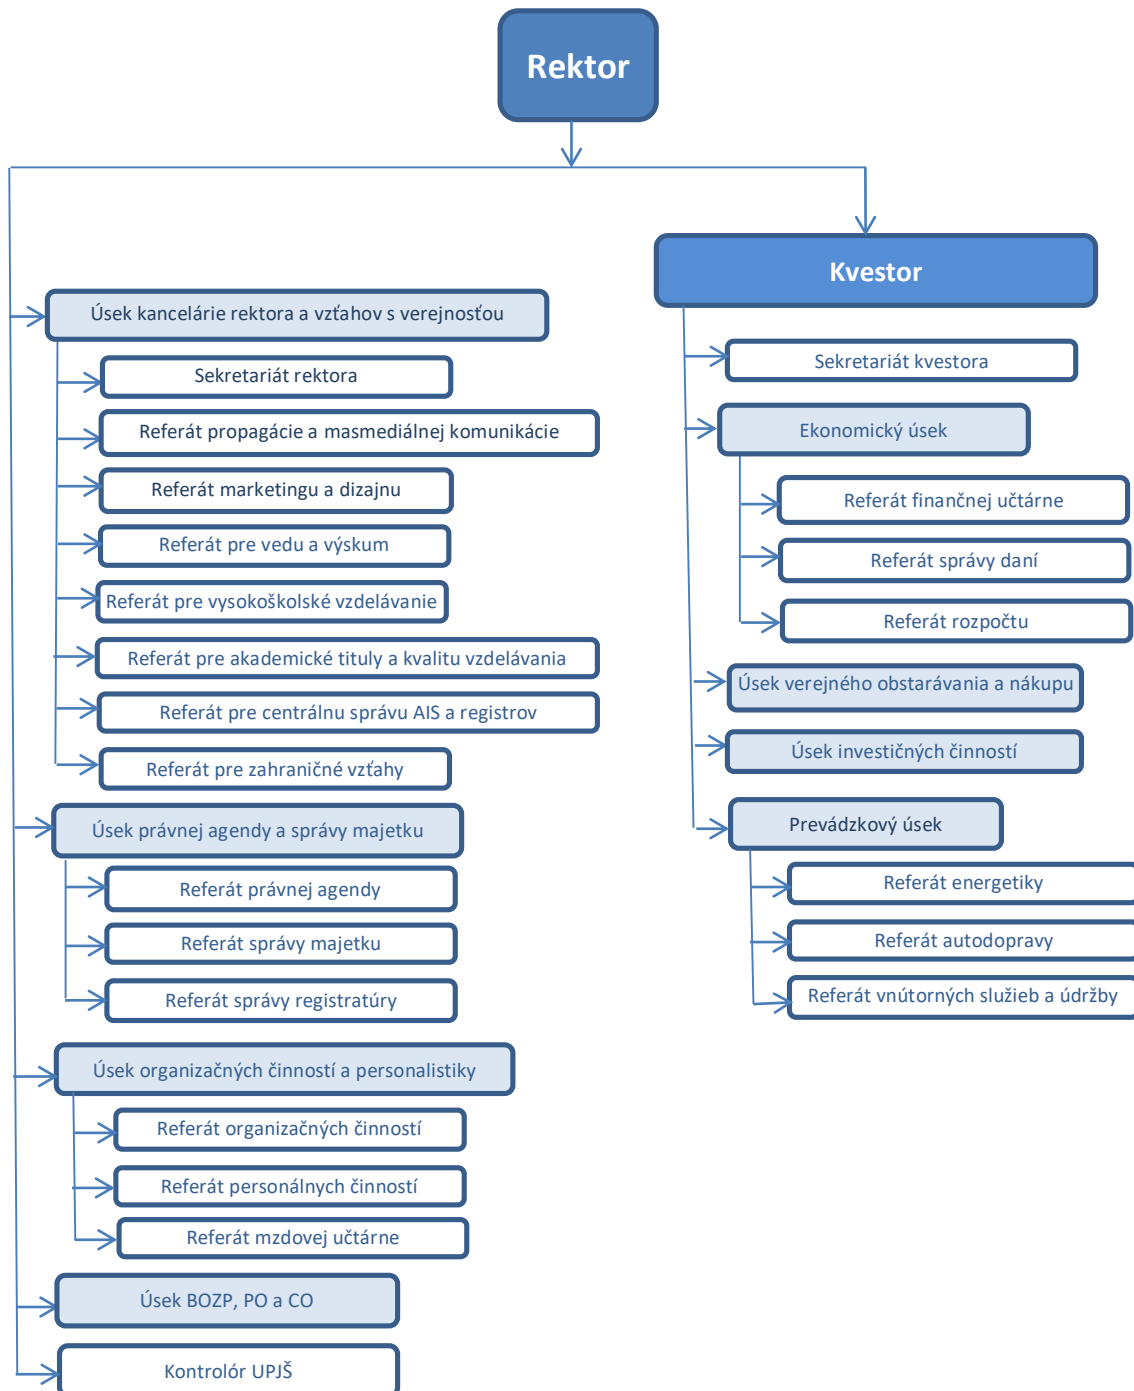 Rektor
Kvestor
Úsek kancelárie rektora a vzťahov s verejnosťou
Sekretariát rektora
Referát propagácie a masmediálnej komunikácie
Referát marketingu a dizajnu
Referát pre vedu a výskum
Referát pre vysokoškolské vzdelávanie
Referát pre akademické tituly a kvalitu vzdelávania
Referát pre centrálnu správu AIS a registrov
Referát pre zahraničné vzťahy
Úsek právnej agendy a správy majetku
Referát právnej agendy
Referát správy majetku
Referát správy registratúry
Úsek organizačných činností a personalistiky
Referát organizačných činností
Referát personálnych činností
Referát mzdovej učtárne
Úsek BOZP, PO a CO
Kontrolór UPJŠ
Sekretariát kvestora
Ekonomický úsek
Referát finančnej učtárne
Referát správy daní
Referát rozpočtu
Úsek verejného obstarávania a nákupu
Úsek investičných činností
Prevádzkový úsek
Referát energetiky
Referát autodopravy
Referát vnútorných služieb a údržby